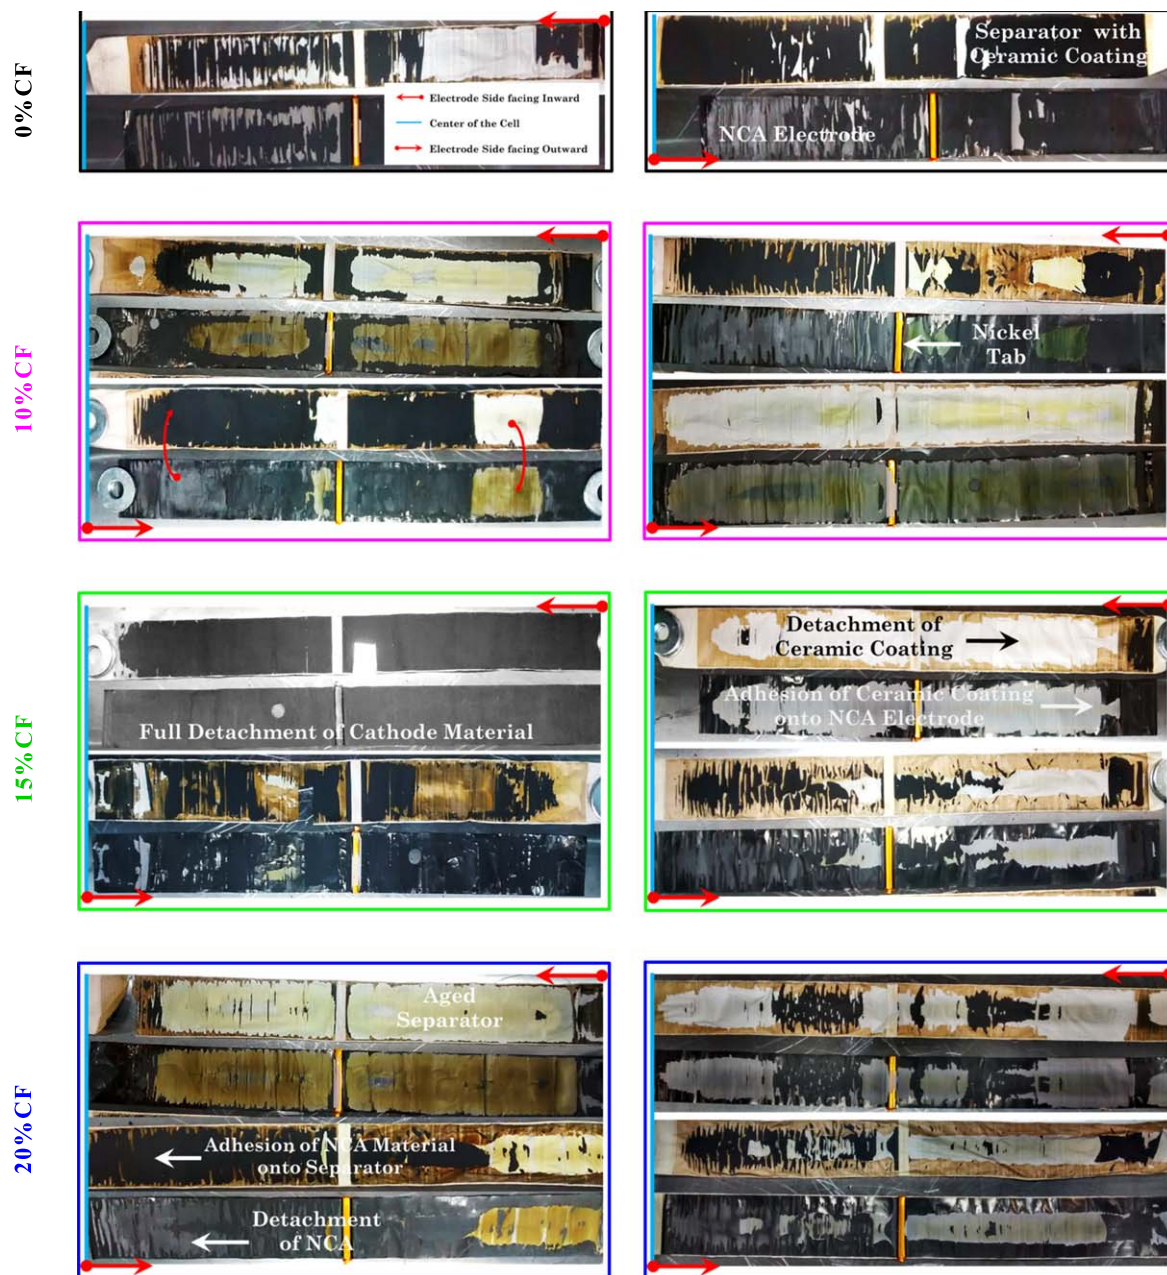 0%CF
Electrode Side facing Inward
Center of the Cell
Electrode Side facing Outward
Separator with
Ceramic Coating
NCA Electrode
10%CF
Nickel
Tab
15%CF
Full Detachment of Cathode Material
Detachment of
Ceramic Coating
Adhesion of Ceramic Coating
onto NCA Electrode
20%CF
Aged
Separator
Adhesion of NCA Material
onto Separator
Detachment
of NCA